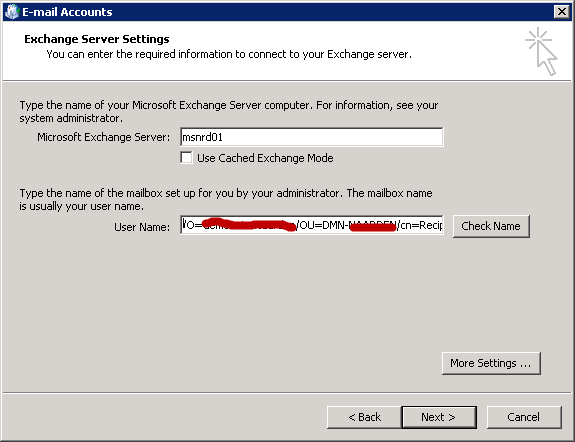 E-mail Accounts
Exchange Server Settings
You can enter the required information to connect to your Exchange server.
Type the name of your Microsoft Exchange Server computer. For information, see your
system administrator.
Microsoft Exchange Server: msnrd01
Use Cached Exchange Mode
Type the name of the mailbox set up for you by your administrator. The mailbox name
is usually your user name.
User Name: /O= /OU=DMN- /cn=Recip Check Name
More Settings ...
< Back Next > Cancel